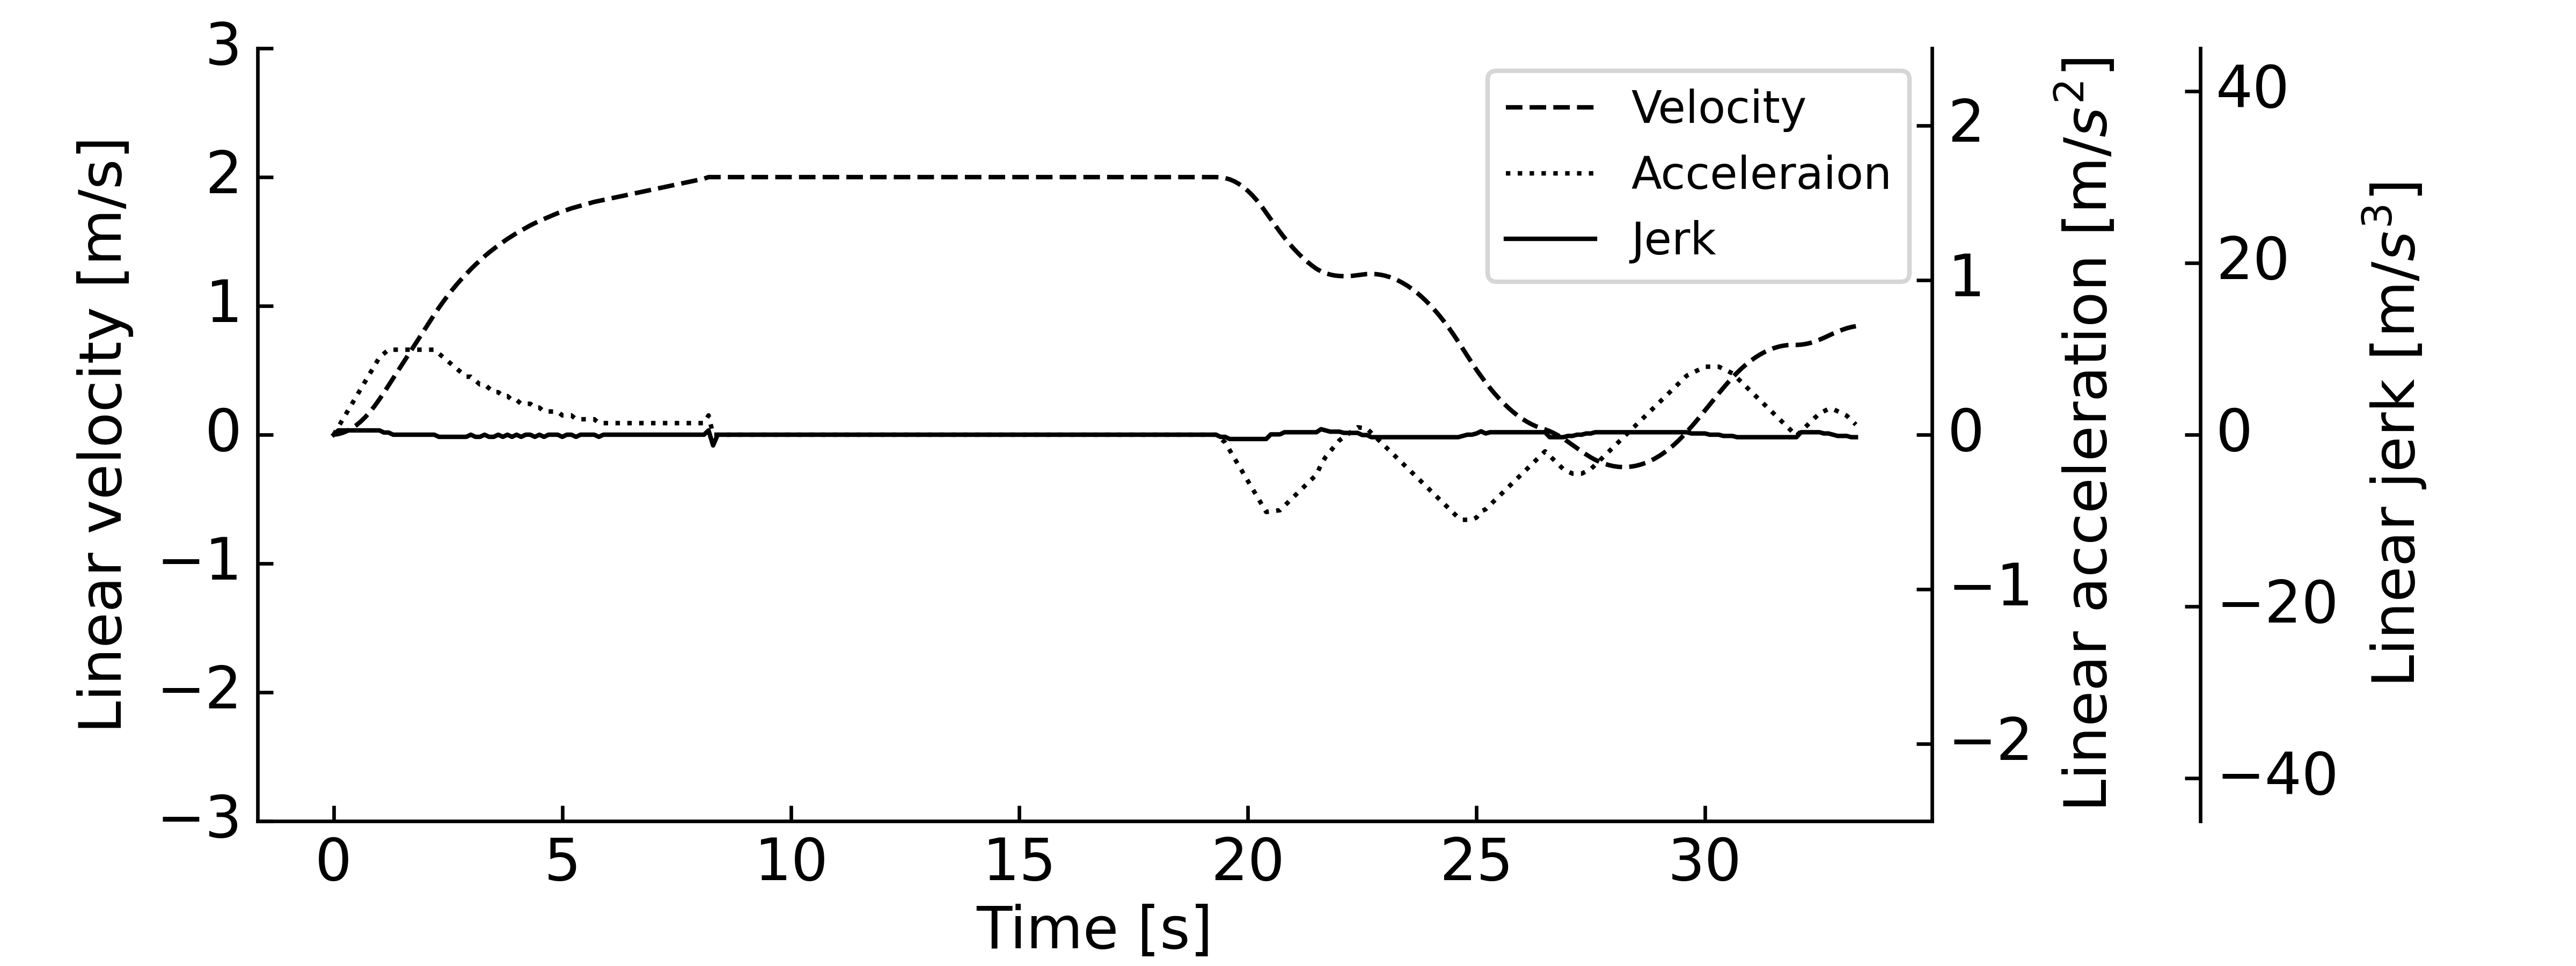 Linear velocity [m/s]
3
2
1
0
−1
−2
−3
0 5 10 15 20 25 30
Time [s]
Velocity
Acceleraion
Jerk
2
1
0
−1
−2
Linear acceleration [m/s²]
40
20
0
−20
−40
Linear jerk [m/s³]